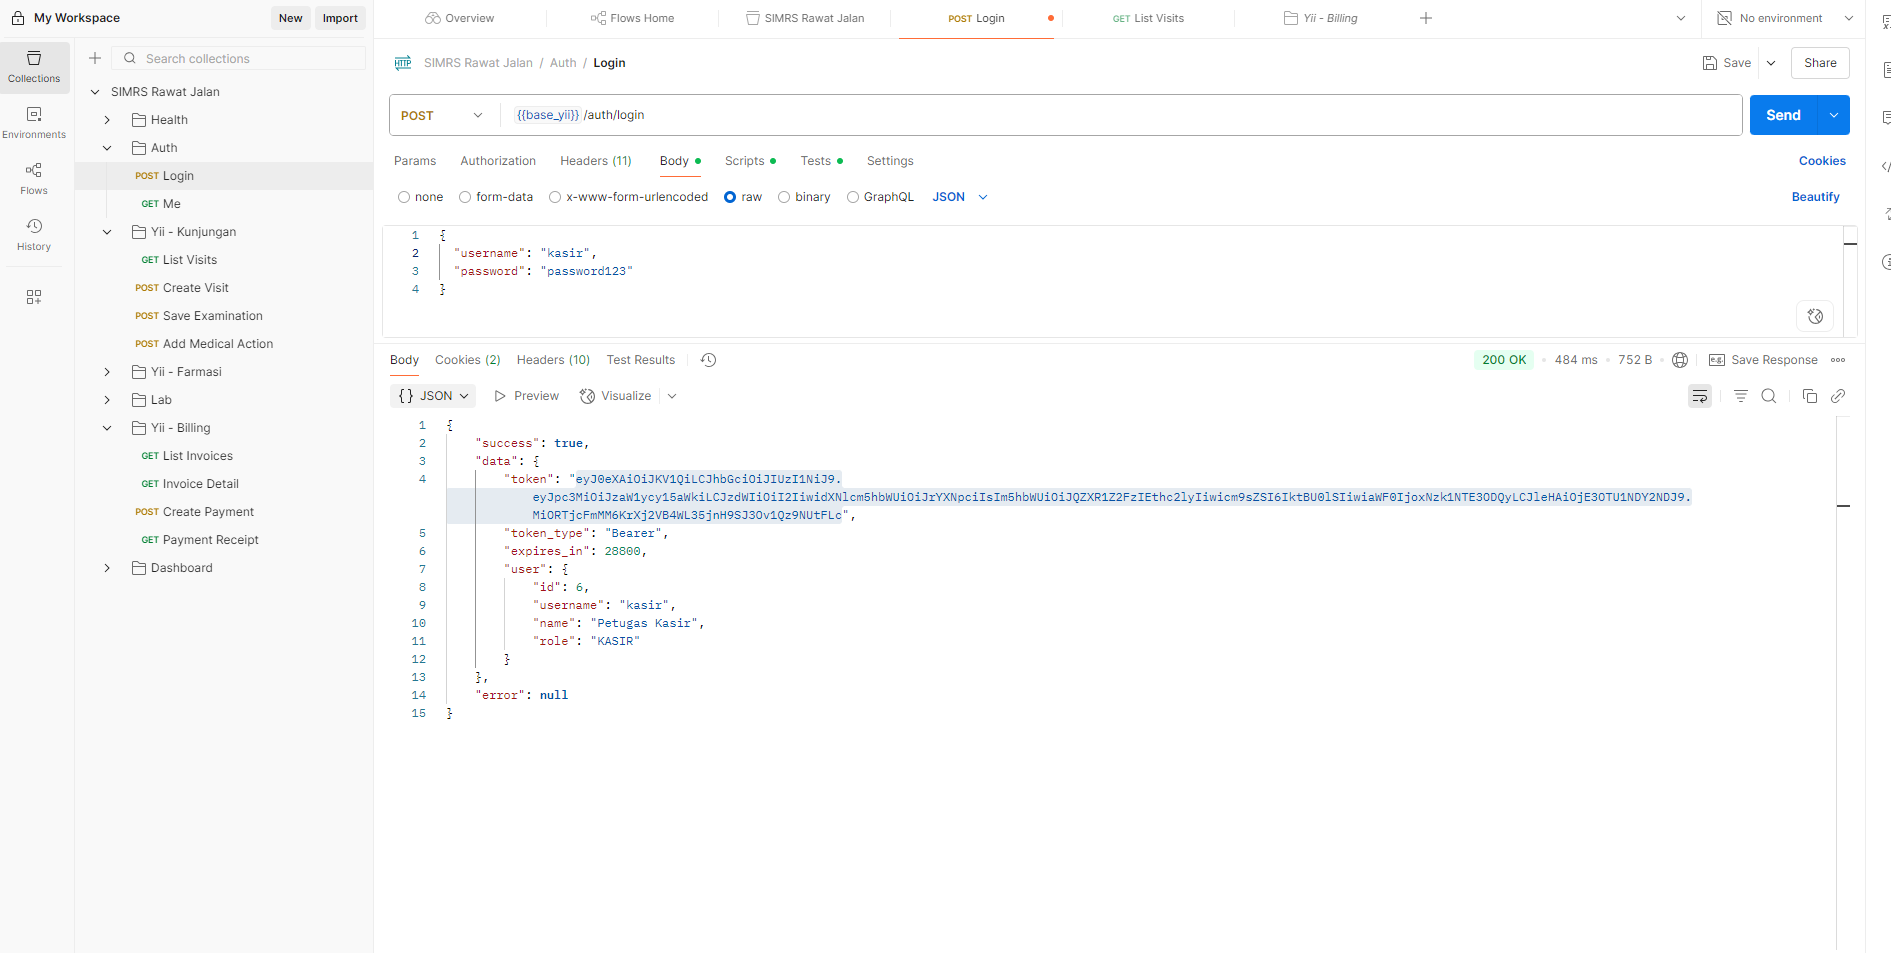 My Workspace
New
Import
Overview
Flows Home
SIMRS Rawat Jalan
POST Login
GET List Visits
Yii - Billing
No environment
Collections
Environments
Flows
History
Search collections
SIMRS Rawat Jalan
Health
Auth
POST Login
GET Me
Yii - Kunjungan
GET List Visits
POST Create Visit
POST Save Examination
POST Add Medical Action
Yii - Farmasi
Lab
Yii - Billing
GET List Invoices
GET Invoice Detail
POST Create Payment
GET Payment Receipt
Dashboard
HTTP SIMRS Rawat Jalan / Auth / Login
Save
Share
POST
{{base_yii}} /auth/login
Send
Params Authorization Headers (11) Body Scripts Tests Settings
Cookies
none form-data x-www-form-urlencoded raw binary GraphQL JSON
Beautify
1 {
2 "username": "kasir",
3 "password": "password123"
4 }
Body Cookies (2) Headers (10) Test Results
200 OK • 484 ms • 752 B
e.g. Save Response
{} JSON Preview Visualize
1 {
2 "success": true,
3 "data": {
4 "token": "eyJ0eXAiOiJKV1QiLCJhbGciOiJIUzI1NiJ9.
eyJpc3MiOiJzaW1ycy15aWkiLCJzdWIiOiI2IiwidXNlcm5hbWUiOiJrYXNpciIsIm5hbWUiOiJQZXR1Z2FzIEthc2lyIiwicm9sZSI6IktBU0lSIiwiaWF0IjoxNzk1NTE3ODQyLCJleHAiOjE3OTU1NDY2NDJ9.
MiORTjcFmMM6KrXj2VB4WL35jnH9SJ3Ov1Qz9NUtFLc",
5 "token_type": "Bearer",
6 "expires_in": 28800,
7 "user": {
8 "id": 6,
9 "username": "kasir",
10 "name": "Petugas Kasir",
11 "role": "KASIR"
12 }
13 },
14 "error": null
15 }